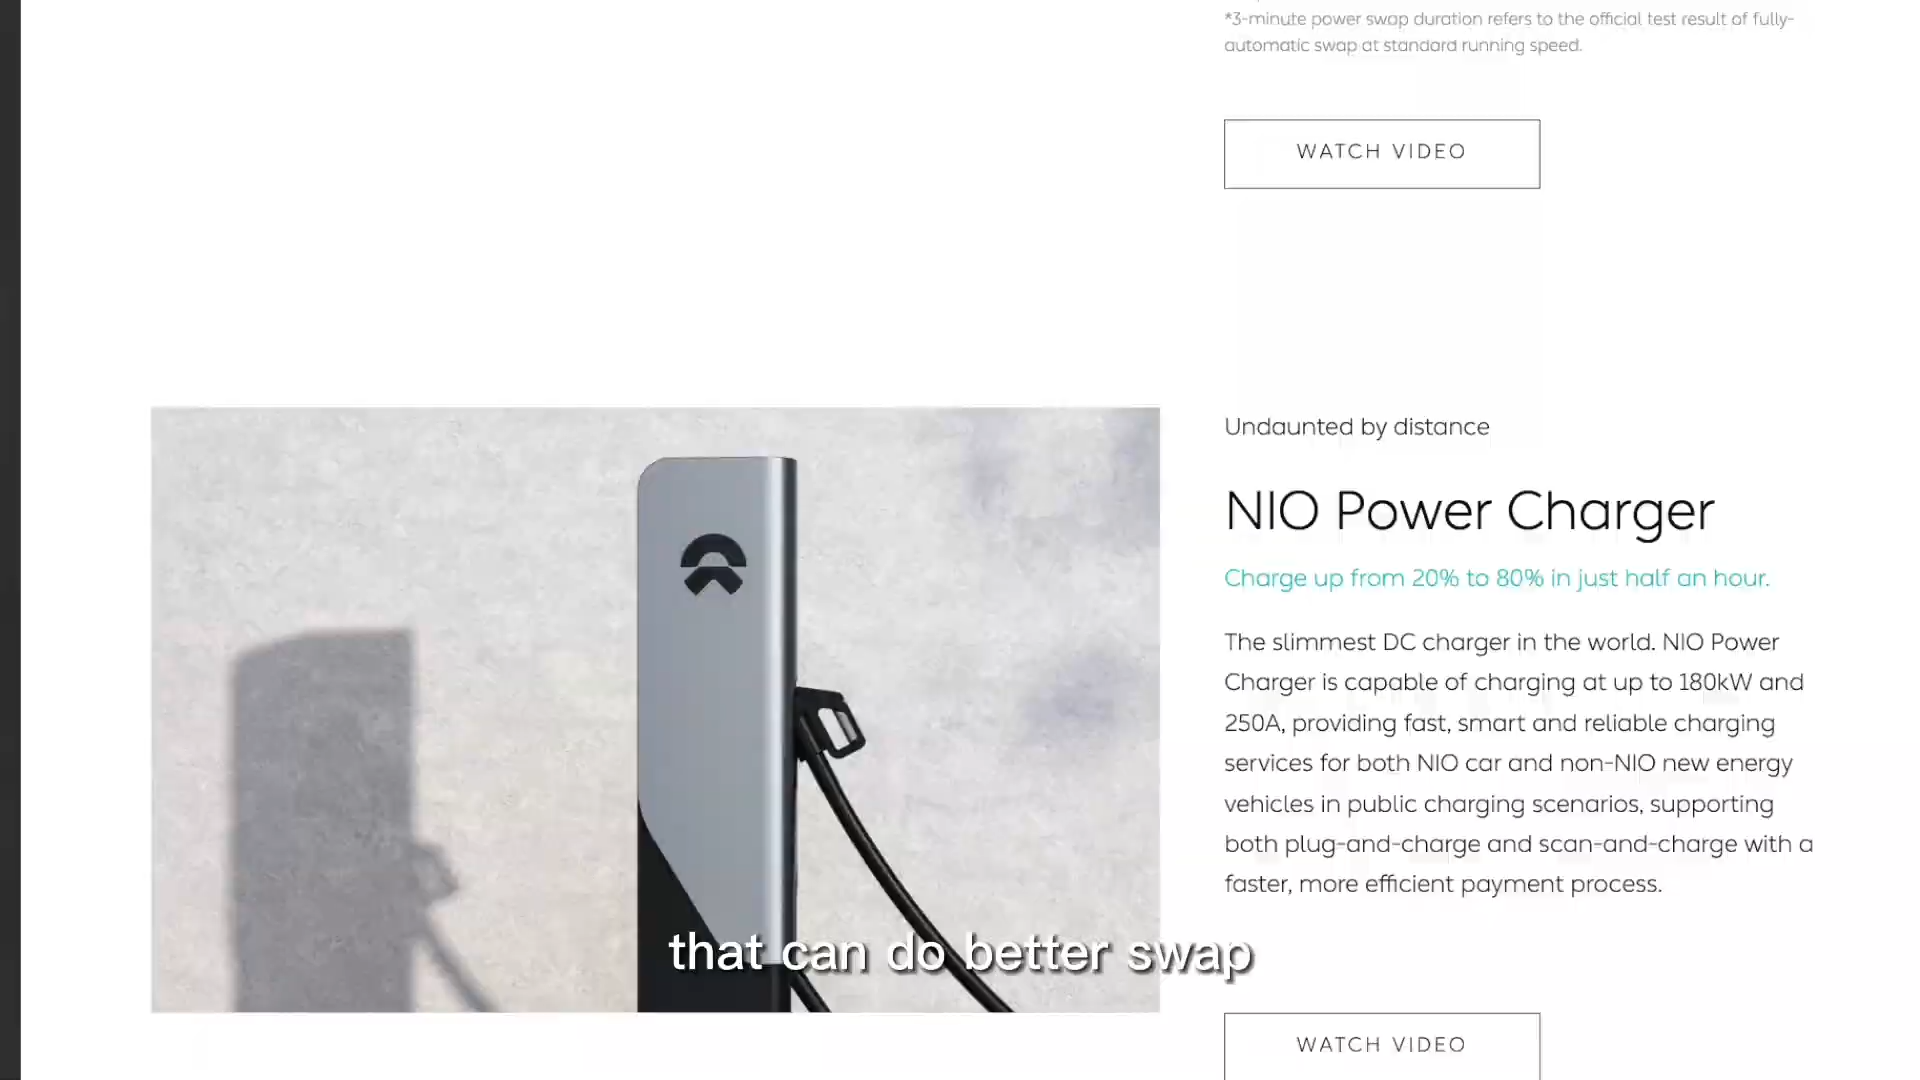 *3-minute power swap duration refers to the official test result of fully-
automatic swap at standard running speed.
WATCH VIDEO
Undaunted by distance
NIO Power Charger
Charge up from 20% to 80% in just half an hour.
The slimmest DC charger in the world. NIO Power
Charger is capable of charging at up to 180kW and
250A, providing fast, smart and reliable charging
services for both NIO car and non-NIO new energy
vehicles in public charging scenarios, supporting
both plug-and-charge and scan-and-charge with a
faster, more efficient payment process.
that can do better swap
WATCH VIDEO